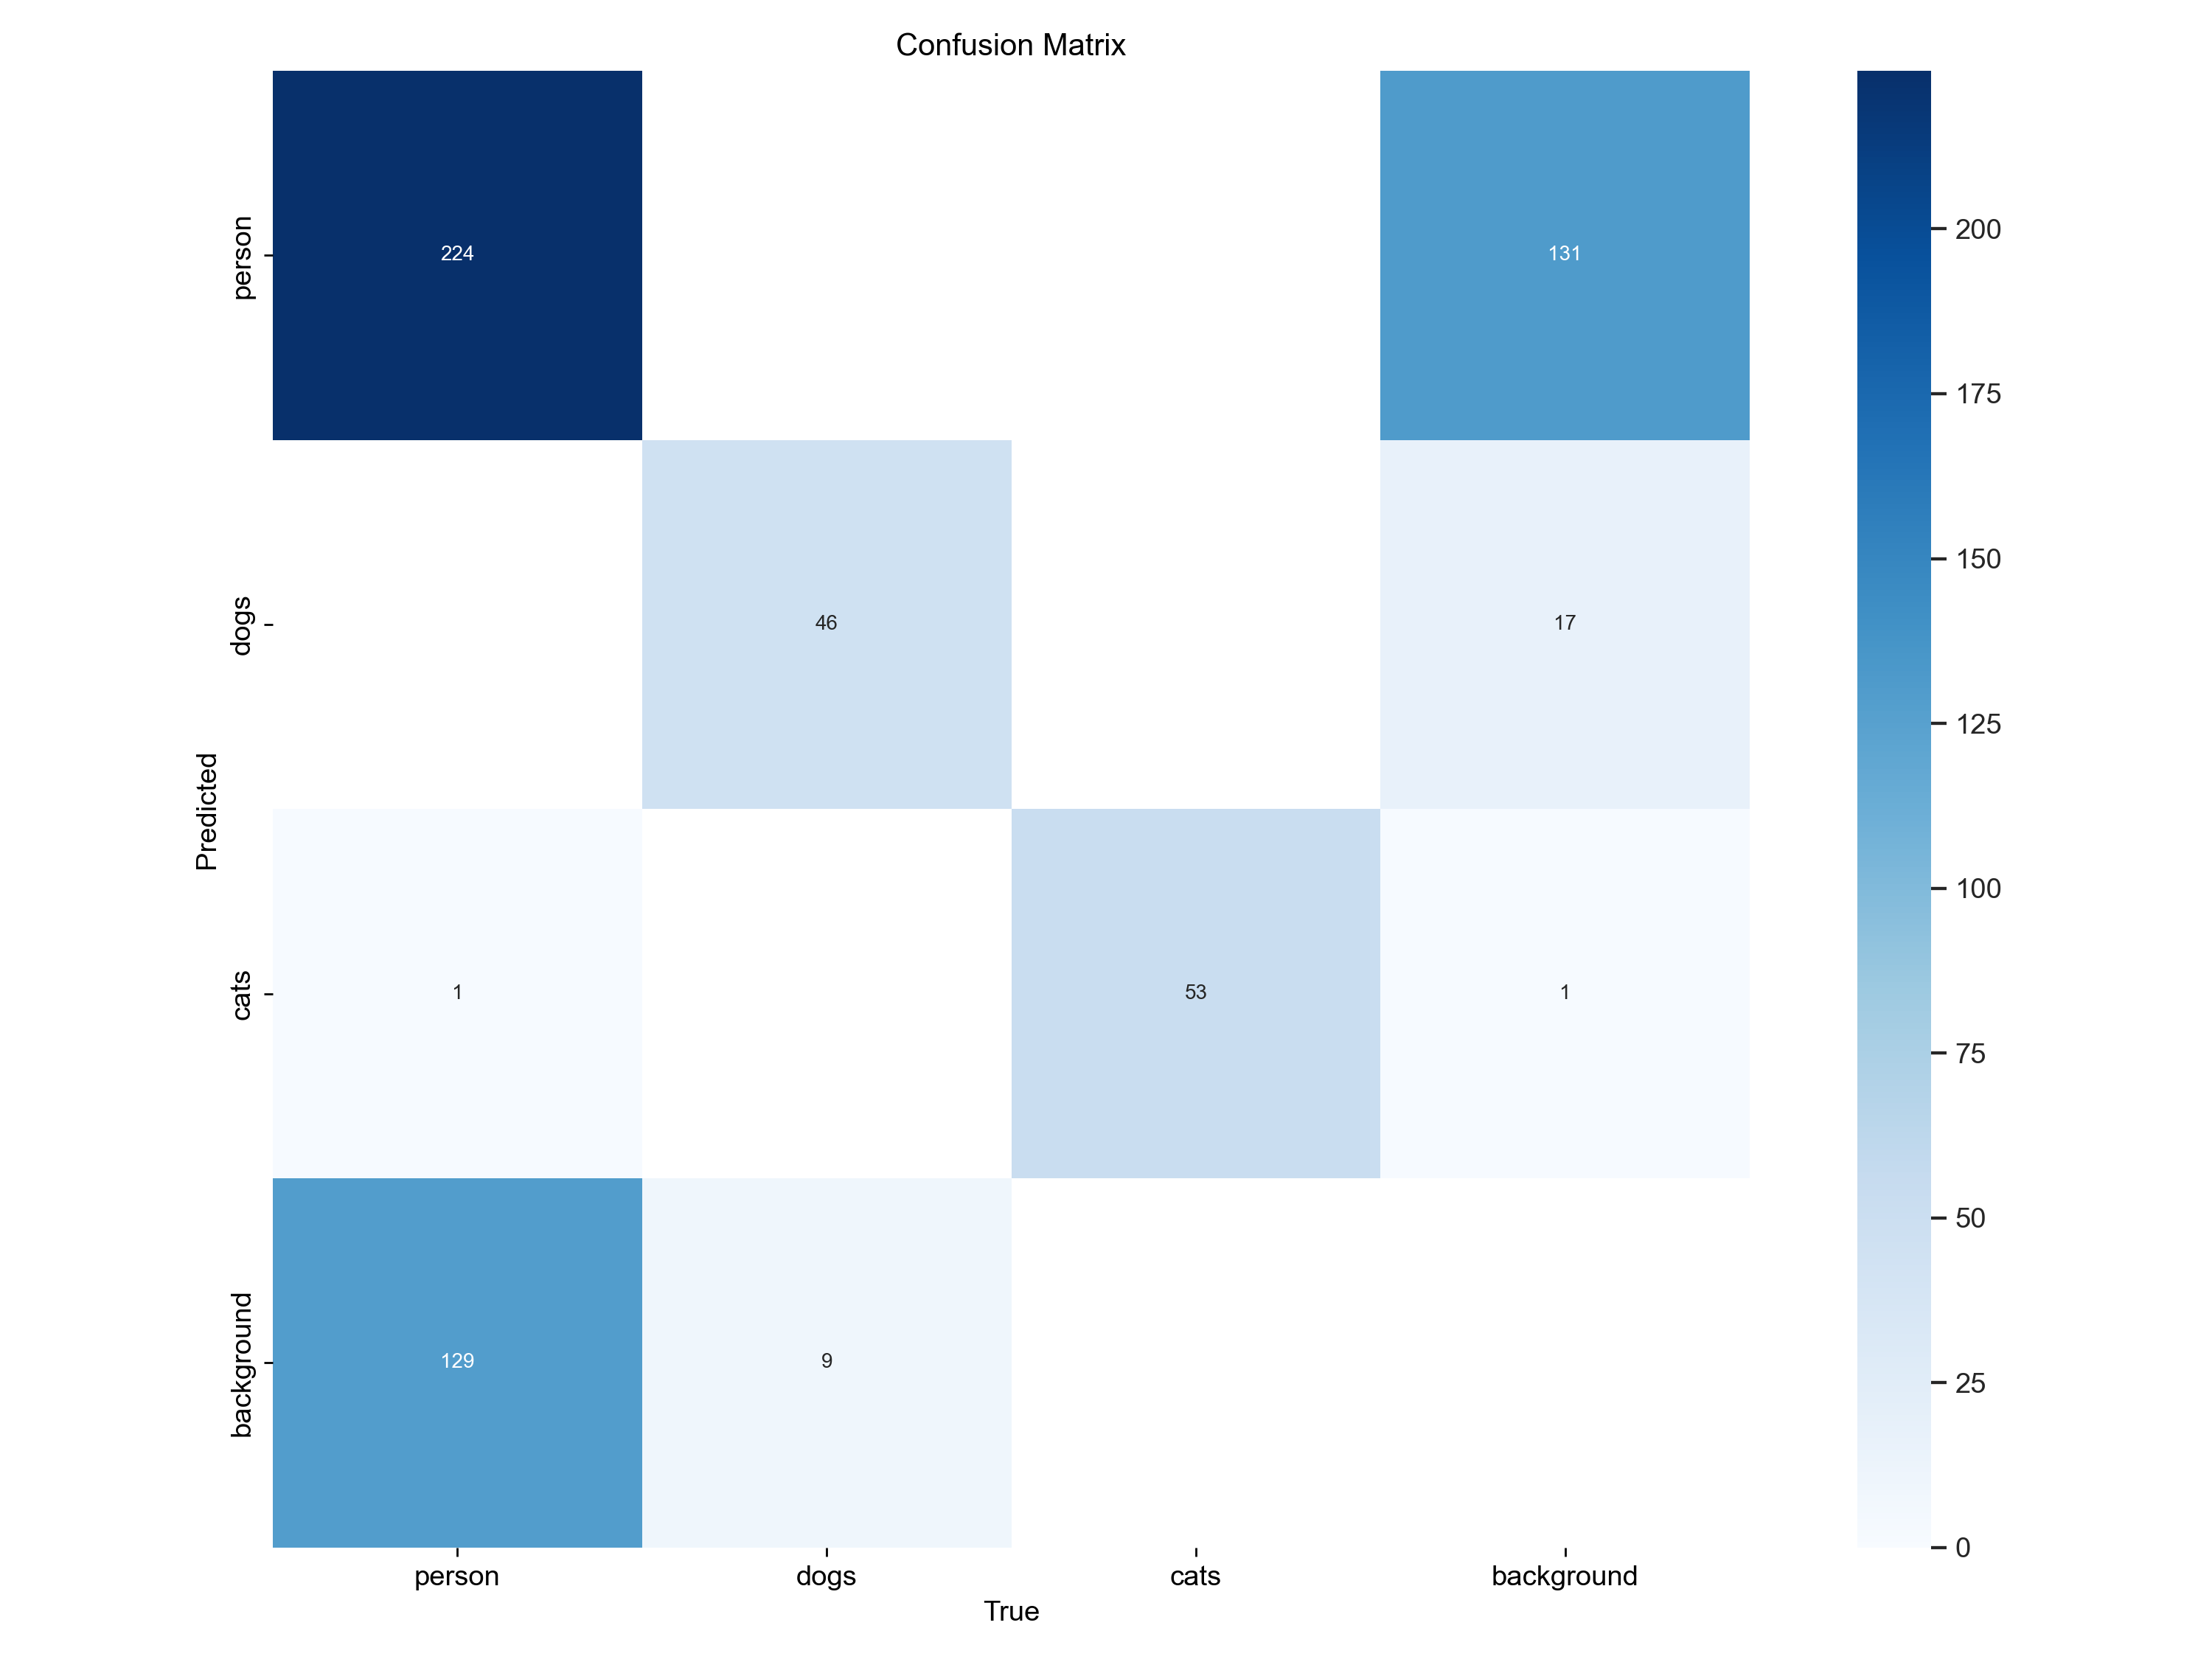 Confusion Matrix
person
224
131
200
175
dogs
46
17
150
125
Predicted
cats
1
53
1
100
75
background
129
9
50
25
0
person
dogs
cats
background
True